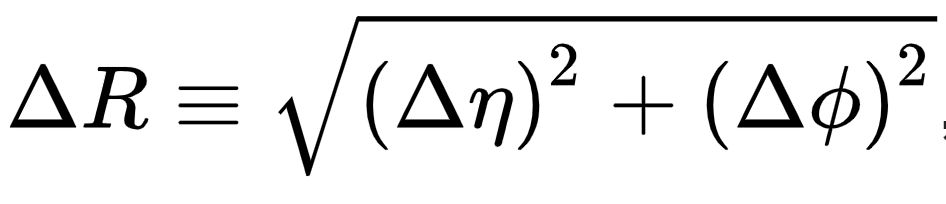 ΔR ≡ √((Δη)² + (Δϕ)²),